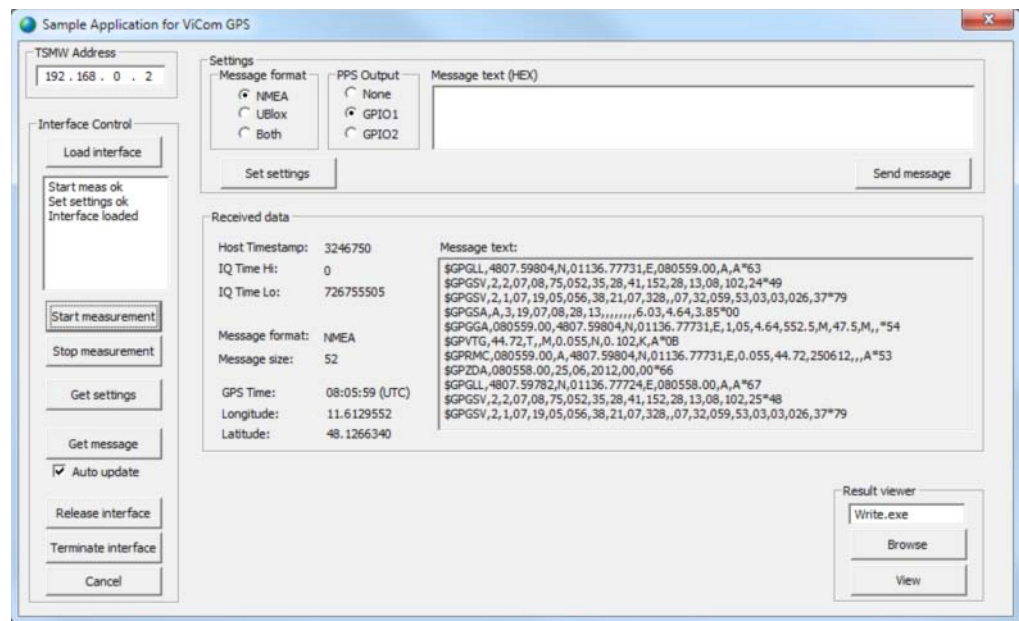 Sample Application for ViCom GPS
TSMW Address
192 . 168 . 0 . 2
Interface Control
Load interface
Start meas ok
Set settings ok
Interface loaded
Start measurement
Stop measurement
Get settings
Get message
Auto update
Release interface
Terminate interface
Cancel
Settings
Message format
NMEA
UBlox
Both
PPS Output
None
GPIO1
GPIO2
Message text (HEX)
Set settings
Send message
Received data
Host Timestamp: 3246750
IQ Time Hi: 0
IQ Time Lo: 726755505
Message format: NMEA
Message size: 52
GPS Time: 08:05:59 (UTC)
Longitude: 11.6129552
Latitude: 48.1266340
Message text:
$GPGLL,4807.59804,N,01136.77731,E,080559.00,A,A*63
$GPGSV,2,2,07,08,75,052,35,28,41,152,28,13,08,102,24*49
$GPGSV,2,1,07,19,05,056,38,21,07,328,,07,32,059,53,03,03,026,37*79
$GPGSA,A,3,19,07,08,28,13,,,,,,,,6.03,4.64,3.85*00
$GPGGA,080559.00,4807.59804,N,01136.77731,E,1,05,4.64,552.5,M,47.5,M,,*54
$GPVTG,44.72,T,,M,0.055,N,0.102,K,A*0B
$GPRMC,080559.00,A,4807.59804,N,01136.77731,E,0.055,44.72,250612,,,A*53
$GPZDA,080558.00,25,06,2012,00,00*66
$GPGLL,4807.59782,N,01136.77724,E,080558.00,A,A*67
$GPGSV,2,2,07,08,75,052,35,28,41,152,28,13,08,102,25*48
$GPGSV,2,1,07,19,05,056,38,21,07,328,,07,32,059,53,03,03,026,37*79
Result viewer
Write.exe
Browse
View